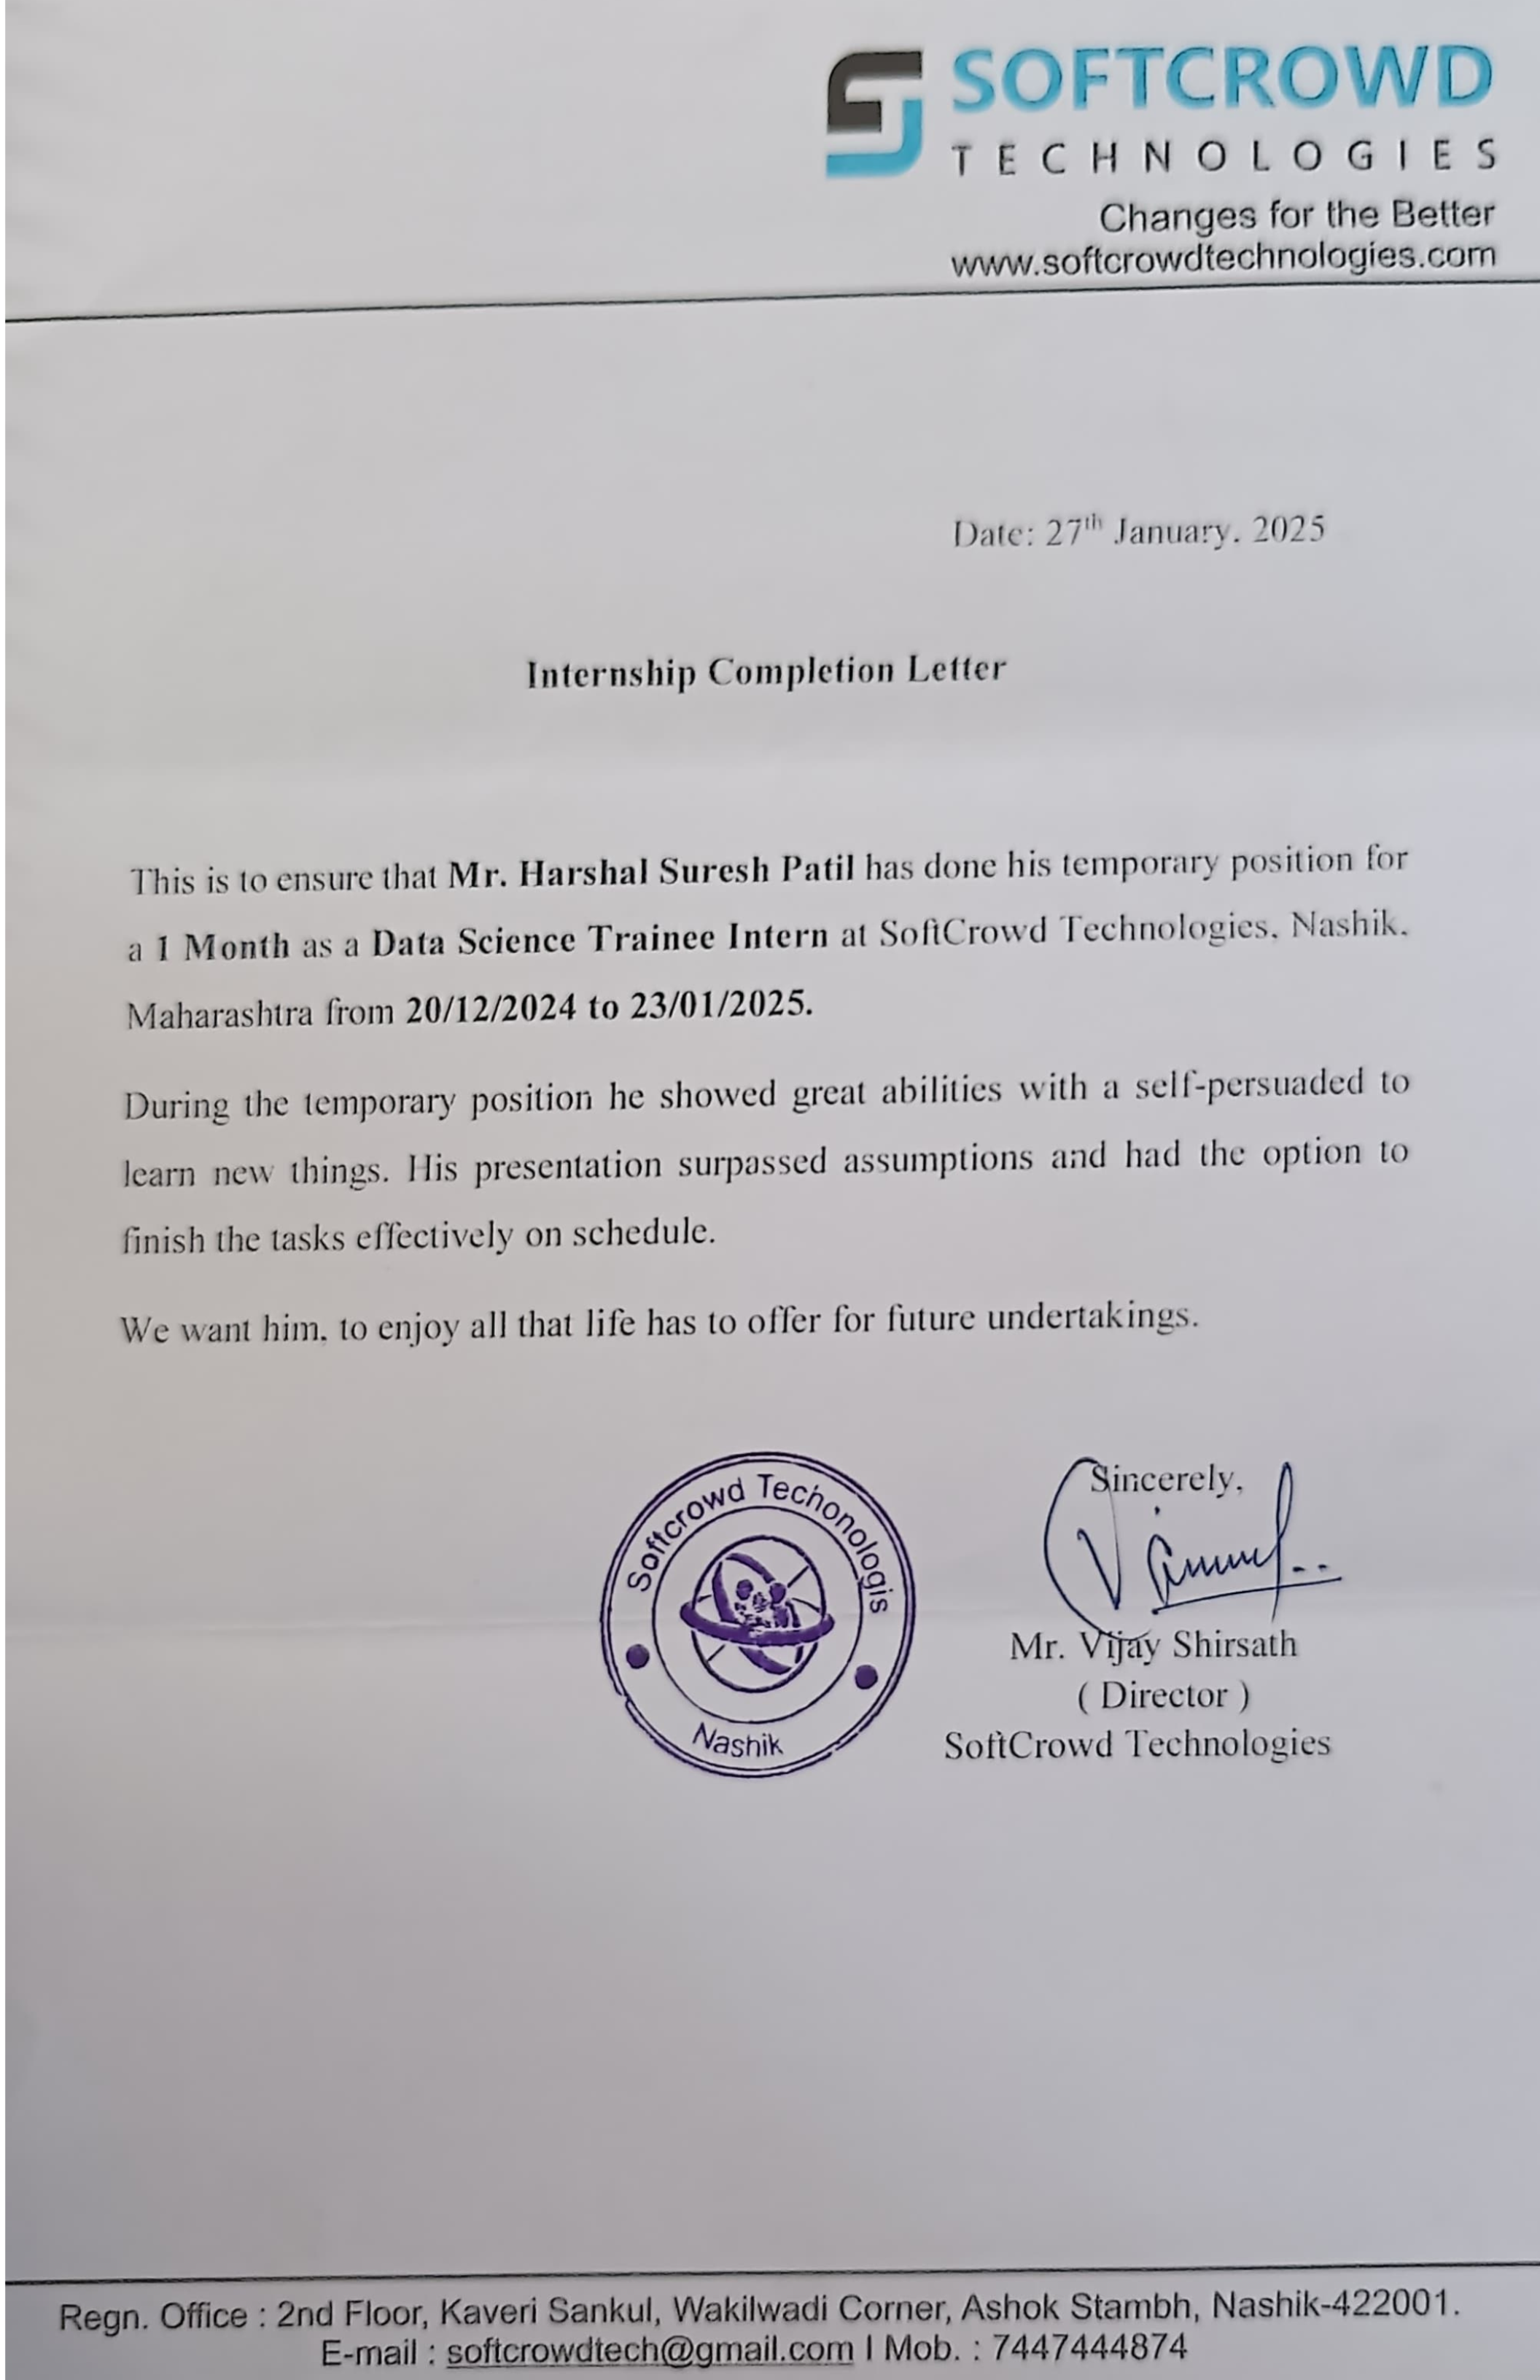 SOFTCROWD
TECHNOLOGIES
Changes for the Better
www.softcrowdtechnologies.com
Date: 27th January. 2025
Internship Completion Letter
This is to ensure that Mr. Harshal Suresh Patil has done his temporary position for
a 1 Month as a Data Science Trainee Intern at SoftCrowd Technologies, Nashik,
Maharashtra from 20/12/2024 to 23/01/2025.
During the temporary position he showed great abilities with a self-persuaded to
learn new things. His presentation surpassed assumptions and had the option to
finish the tasks effectively on schedule.
We want him, to enjoy all that life has to offer for future undertakings.
Softcrowd Techonologis
Nashik
Sincerely,
Mr. Vijay Shirsath
( Director )
SoftCrowd Technologies
Regn. Office : 2nd Floor, Kaveri Sankul, Wakilwadi Corner, Ashok Stambh, Nashik-422001.
E-mail : softcrowdtech@gmail.com I Mob. : 7447444874